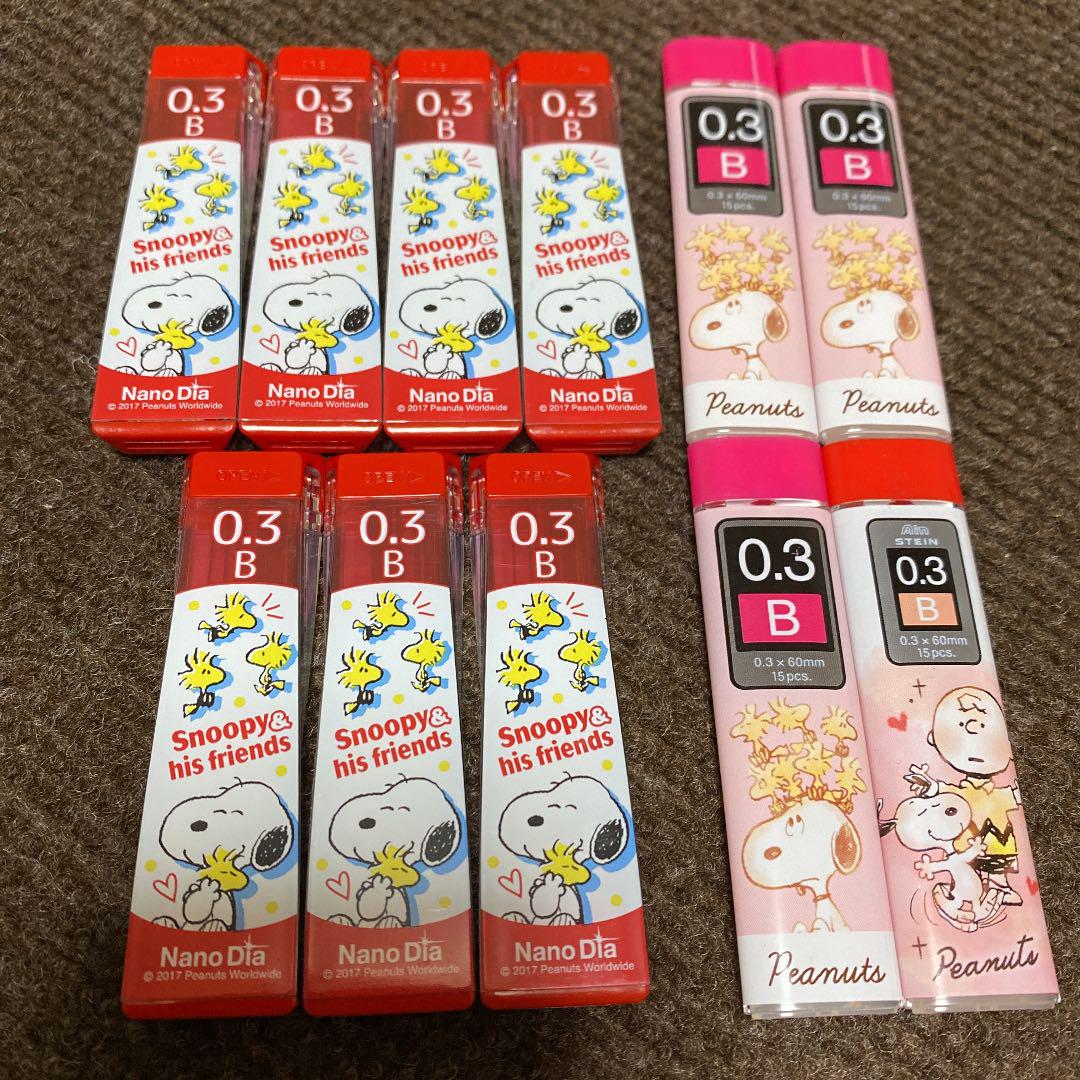 0.3
B
Snoopy&
his friends
Nano Dia
© 2017 Peanuts Worldwide
0.3
B
Snoopy&
his friends
Nano Dia
© 2017 Peanuts Worldwide
0.3
B
Snoopy&
his friends
Nano Dia
© 2017 Peanuts Worldwide
0.3
B
Snoopy&
his friends
Nano Dia
© 2017 Peanuts Worldwide
0.3
B
0.3 × 60mm
15 pcs.
Peanuts
0.3
B
0.3 × 60mm
15 pcs.
Peanuts
OPEN
0.3
B
Snoopy&
his friends
Nano Dia
© 2017 Peanuts Worldwide
OPEN
0.3
B
Snoopy&
his friends
Nano Dia
© 2017 Peanuts Worldwide
OPEN
0.3
B
Snoopy&
his friends
Nano Dia
© 2017 Peanuts Worldwide
0.3
B
0.3 × 60mm
15 pcs.
Peanuts
Ain
STEIN
0.3
B
0.3 × 60mm
15 pcs.
Peanuts